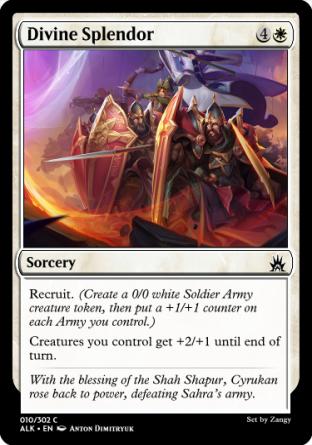 Divine Splendor 4
Sorcery
Recruit. (Create a 0/0 white Soldier Army
creature token, then put a +1/+1 counter on
each Army you control.)
Creatures you control get +2/+1 until end of
turn.
With the blessing of the Shah Shapur, Cyrukan
rose back to power, defeating Sahra's army.
010/302 C Set by Zangy
ALK • EN Anton Dimitryuk